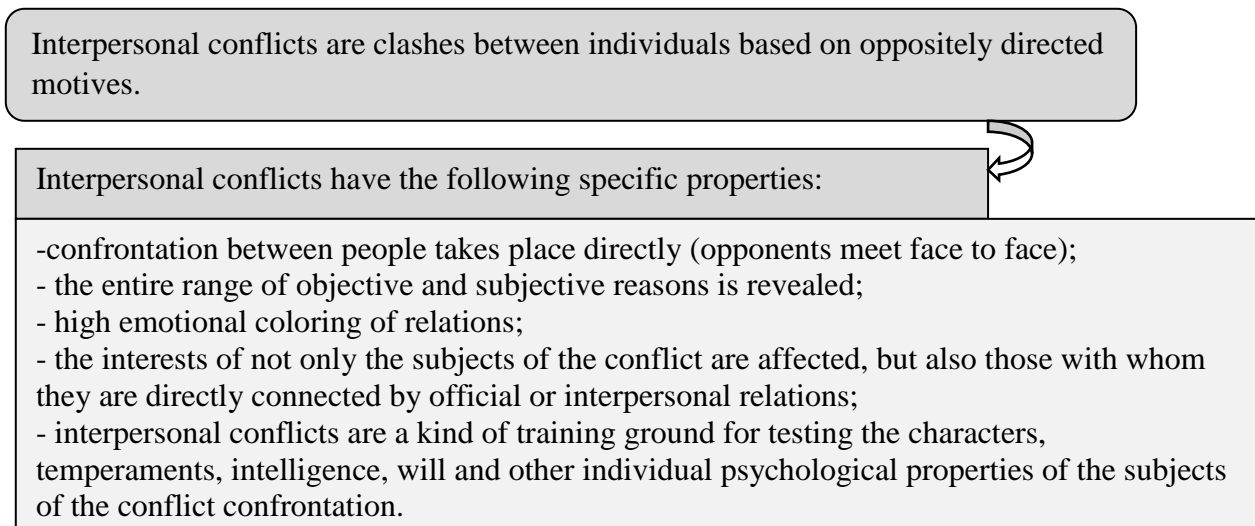 Interpersonal conflicts are clashes between individuals based on oppositely directed
motives.
Interpersonal conflicts have the following specific properties:
-confrontation between people takes place directly (opponents meet face to face);
- the entire range of objective and subjective reasons is revealed;
- high emotional coloring of relations;
- the interests of not only the subjects of the conflict are affected, but also those with whom
they are directly connected by official or interpersonal relations;
- interpersonal conflicts are a kind of training ground for testing the characters,
temperaments, intelligence, will and other individual psychological properties of the subjects
of the conflict confrontation.